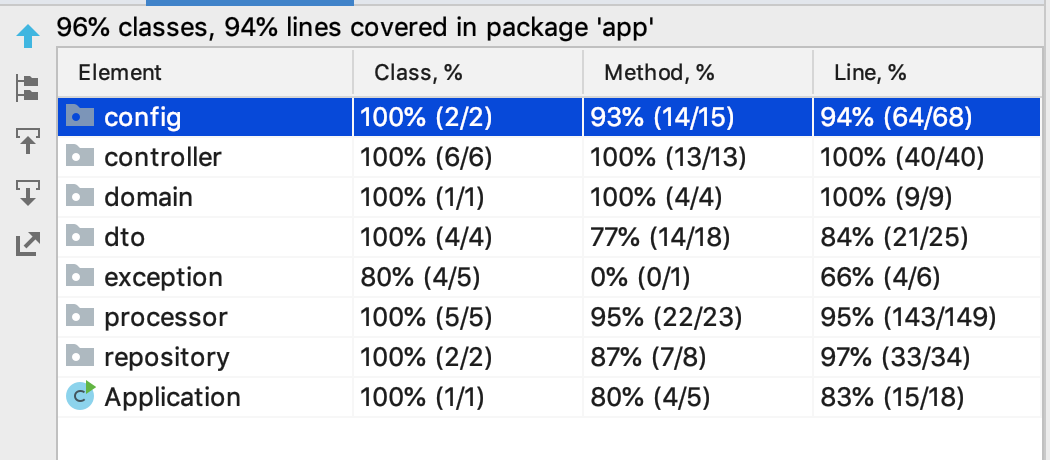 96% classes, 94% lines covered in package 'app'
Element Class, % Method, % Line, %
config 100% (2/2) 93% (14/15) 94% (64/68)
controller 100% (6/6) 100% (13/13) 100% (40/40)
domain 100% (1/1) 100% (4/4) 100% (9/9)
dto 100% (4/4) 77% (14/18) 84% (21/25)
exception 80% (4/5) 0% (0/1) 66% (4/6)
processor 100% (5/5) 95% (22/23) 95% (143/149)
repository 100% (2/2) 87% (7/8) 97% (33/34)
C Application 100% (1/1) 80% (4/5) 83% (15/18)